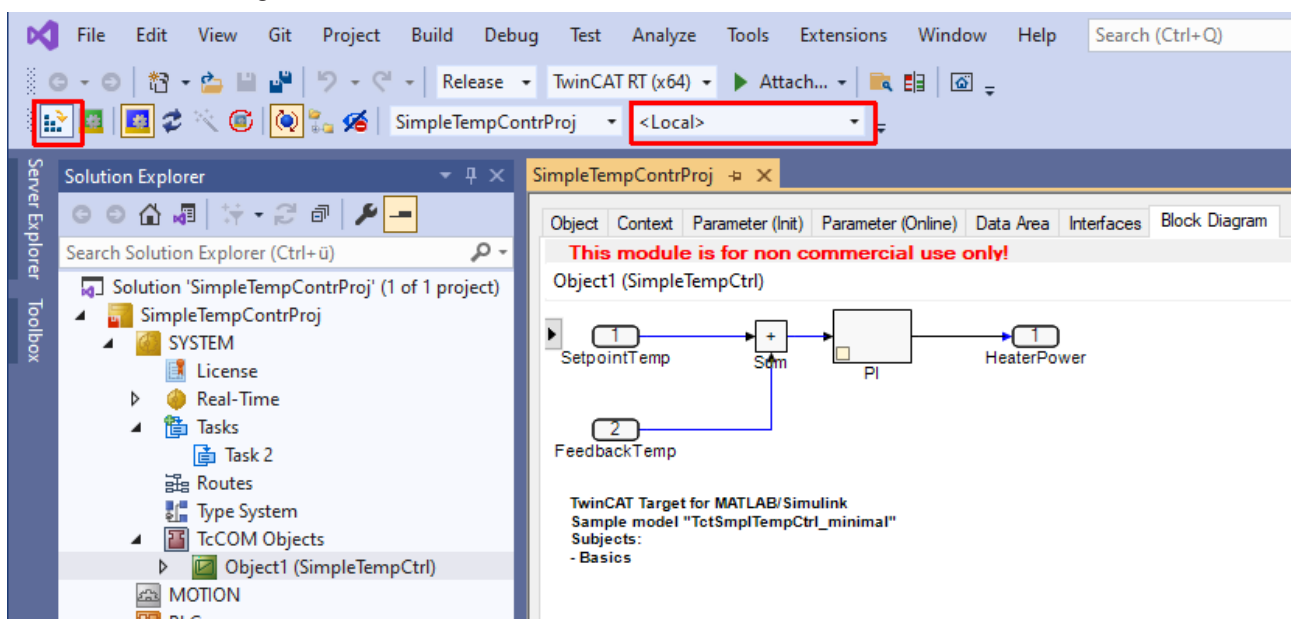 File Edit View Git Project Build Debug Test Analyze Tools Extensions Window Help Search (Ctrl+Q)
Release TwinCAT RT (x64) Attach...
SimpleTempContrProj <Local>
Server Explorer
Toolbox
Solution Explorer
Search Solution Explorer (Ctrl+ü)
Solution 'SimpleTempContrProj' (1 of 1 project)
SimpleTempContrProj
SYSTEM
License
Real-Time
Tasks
Task 2
Routes
Type System
TcCOM Objects
Object1 (SimpleTempCtrl)
MOTION
SimpleTempContrProj
Object Context Parameter (Init) Parameter (Online) Data Area Interfaces Block Diagram
This module is for non commercial use only!
Object1 (SimpleTempCtrl)
1
SetpointTemp
+
Sum
PI
1
HeaterPower
2
FeedbackTemp
TwinCAT Target for MATLAB/Simulink
Sample model "TctSmplTempCtrl_minimal"
Subjects:
- Basics